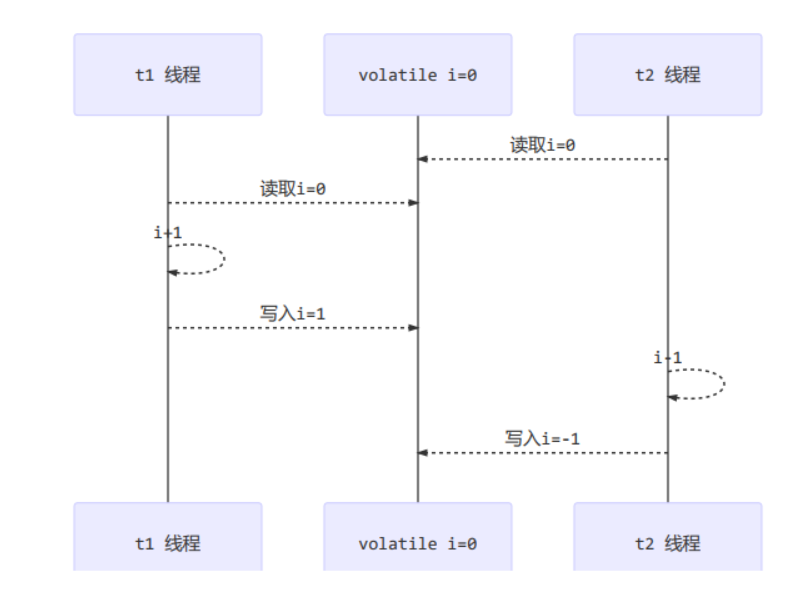 t1 线程
volatile i=0
t2 线程
读取i=0
读取i=0
i+1
写入i=1
i-1
写入i=-1
t1 线程
volatile i=0
t2 线程